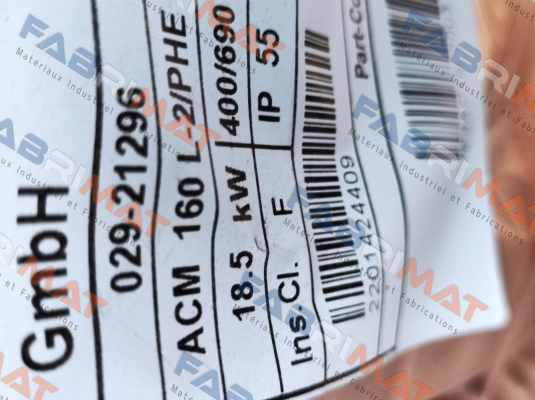 GmbH
029-21296
ACM 160 L-2/PHE
18.5 kW 400/690
Ins.Cl. F IP 55
2201424409
Part-Co
FABRIMAT
Materiaux Industriel et Fabrications